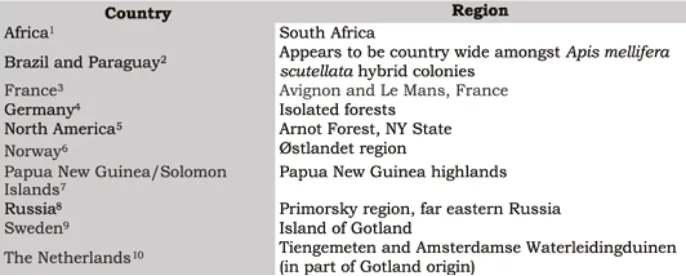 Country Region
Africa¹ South Africa
Brazil and Paraguay² Appears to be country wide amongst Apis mellifera
scutellata hybrid colonies
France³ Avignon and Le Mans, France
Germany⁴ Isolated forests
North America⁵ Arnot Forest, NY State
Norway⁶ Østlandet region
Papua New Guinea/Solomon Papua New Guinea highlands
Islands⁷
Russia⁸ Primorsky region, far eastern Russia
Sweden⁹ Island of Gotland
The Netherlands¹⁰ Tiengemeten and Amsterdamse Waterleidingduinen
(in part of Gotland origin)